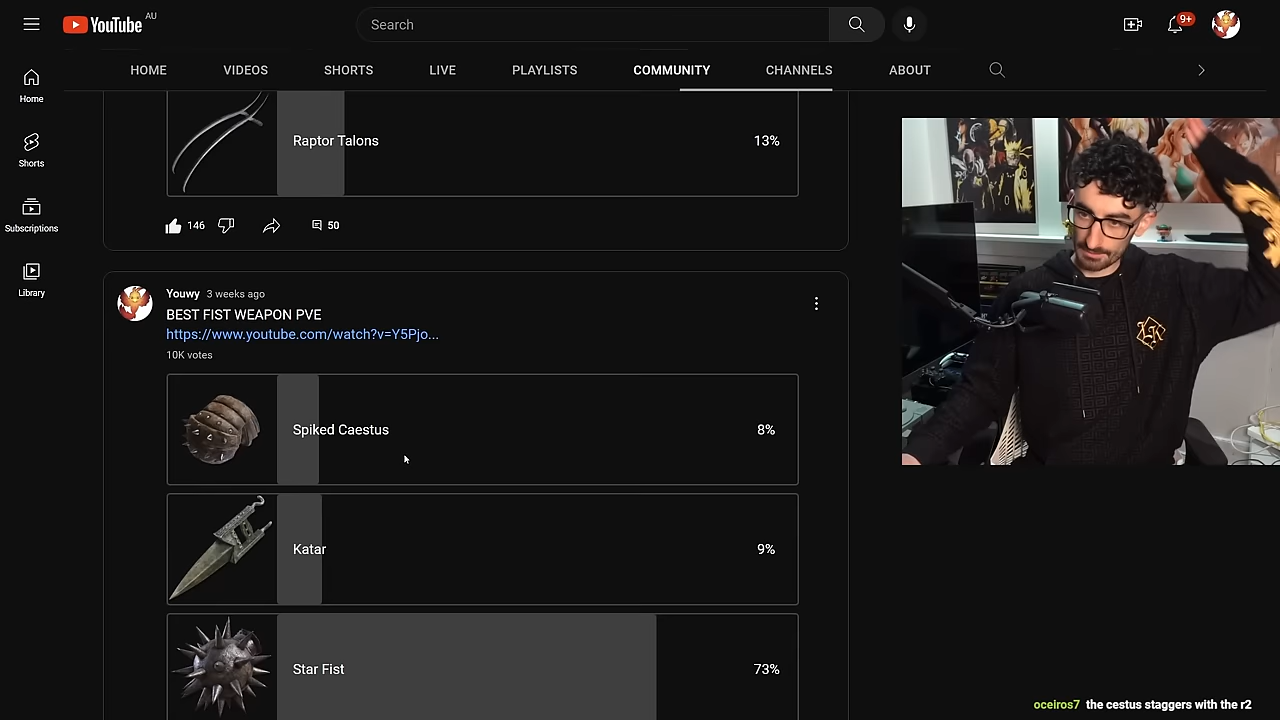 YouTube AU
Search
9+
HOME VIDEOS SHORTS LIVE PLAYLISTS COMMUNITY CHANNELS ABOUT
Home
Shorts
Subscriptions
Library
Raptor Talons 13%
146 50
Youwy 3 weeks ago
BEST FIST WEAPON PVE
https://www.youtube.com/watch?v=Y5Pjo...
10K votes
Spiked Caestus 8%
Katar 9%
Star Fist 73%
oceiros7 the cestus staggers with the r2